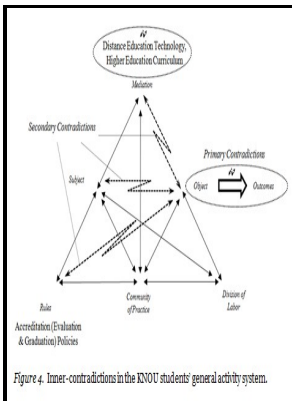 Distance Education Technology,
Higher Education Curriculum
Mediation
Secondary Contradictions
Primary Contradictions
Subject
Object
Outcomes
Rules
Community
of Practice
Division of
Labor
Accreditation (Evaluation
& Graduation) Policies
Figure 4. Inner-contradictions in the KNOU students' general activity system.